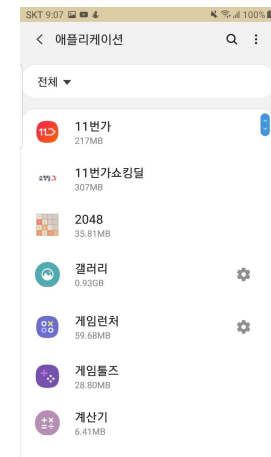 SKT 9:07 100%
애플리케이션
전체
11번가
217MB
11번가쇼킹딜
307MB
2048
35.81MB
갤러리
0.93GB
게임런처
59.68MB
게임툴즈
28.80MB
계산기
6.41MB